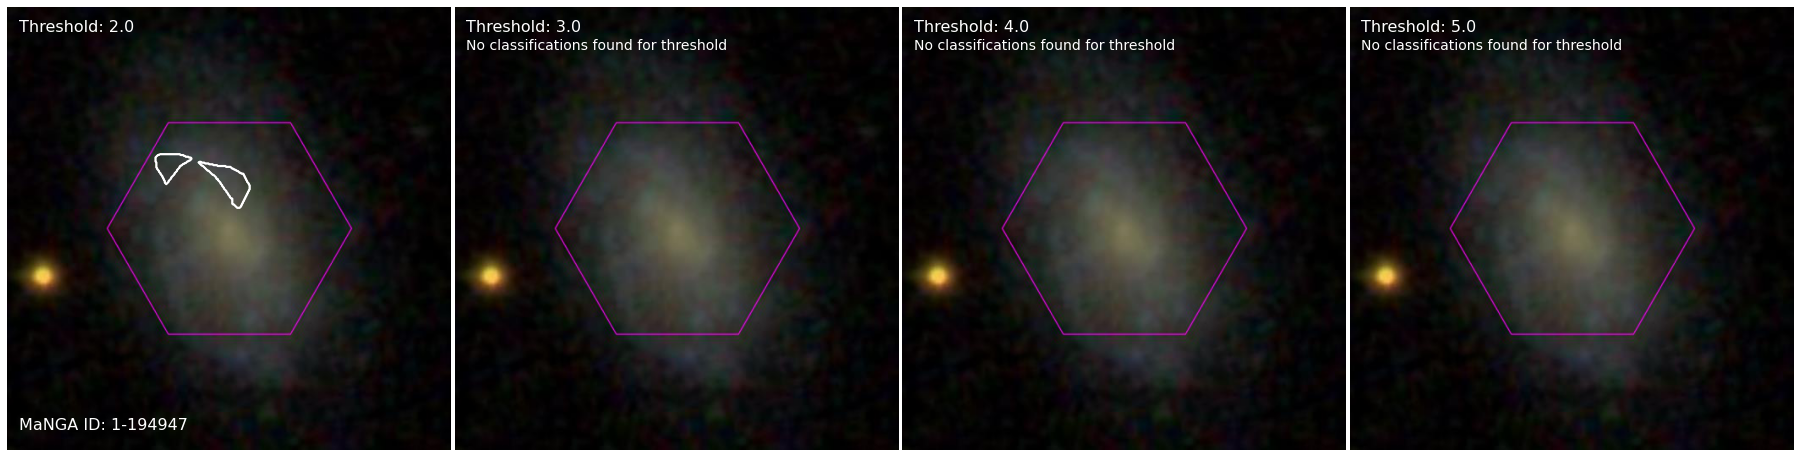 Threshold: 2.0
MaNGA ID: 1-194947
Threshold: 3.0
No classifications found for threshold
Threshold: 4.0
No classifications found for threshold
Threshold: 5.0
No classifications found for threshold